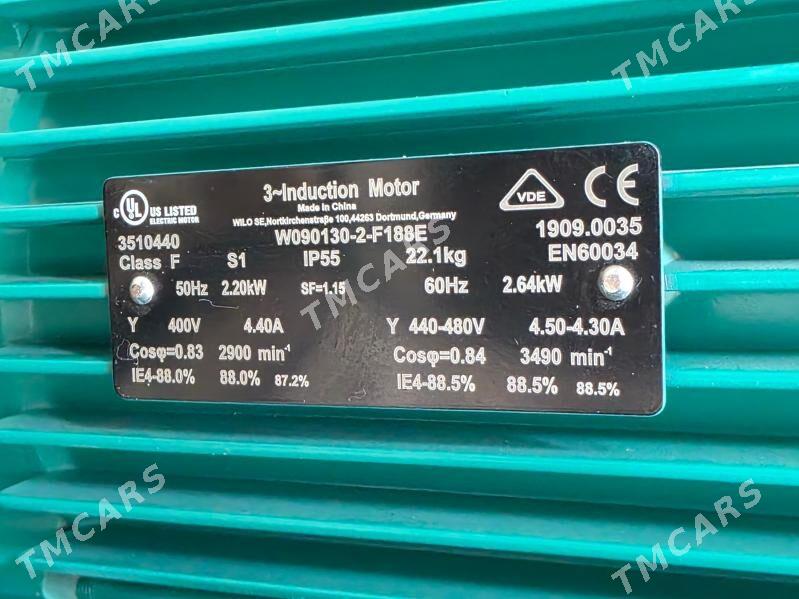 TMCARS TMCARS
3~Induction Motor
Made in China
c UL US LISTED
ELECTRIC MOTOR
WILO SE,Nortkirchenstraβe 100,44263 Dortmund,Germany
VDE CE
3510440 W090130-2-F188E 1909.0035
Class F S1 IP55 22.1kg EN60034
50Hz 2.20kW SF=1.15 60Hz 2.64kW
Y 400V 4.40A Y 440-480V 4.50-4.30A
Cosφ=0.83 2900 min⁻¹ Cosφ=0.84 3490 min⁻¹
IE4-88.0% 88.0% 87.2% IE4-88.5% 88.5% 88.5%
TMCARS
TMCARS TMCARS